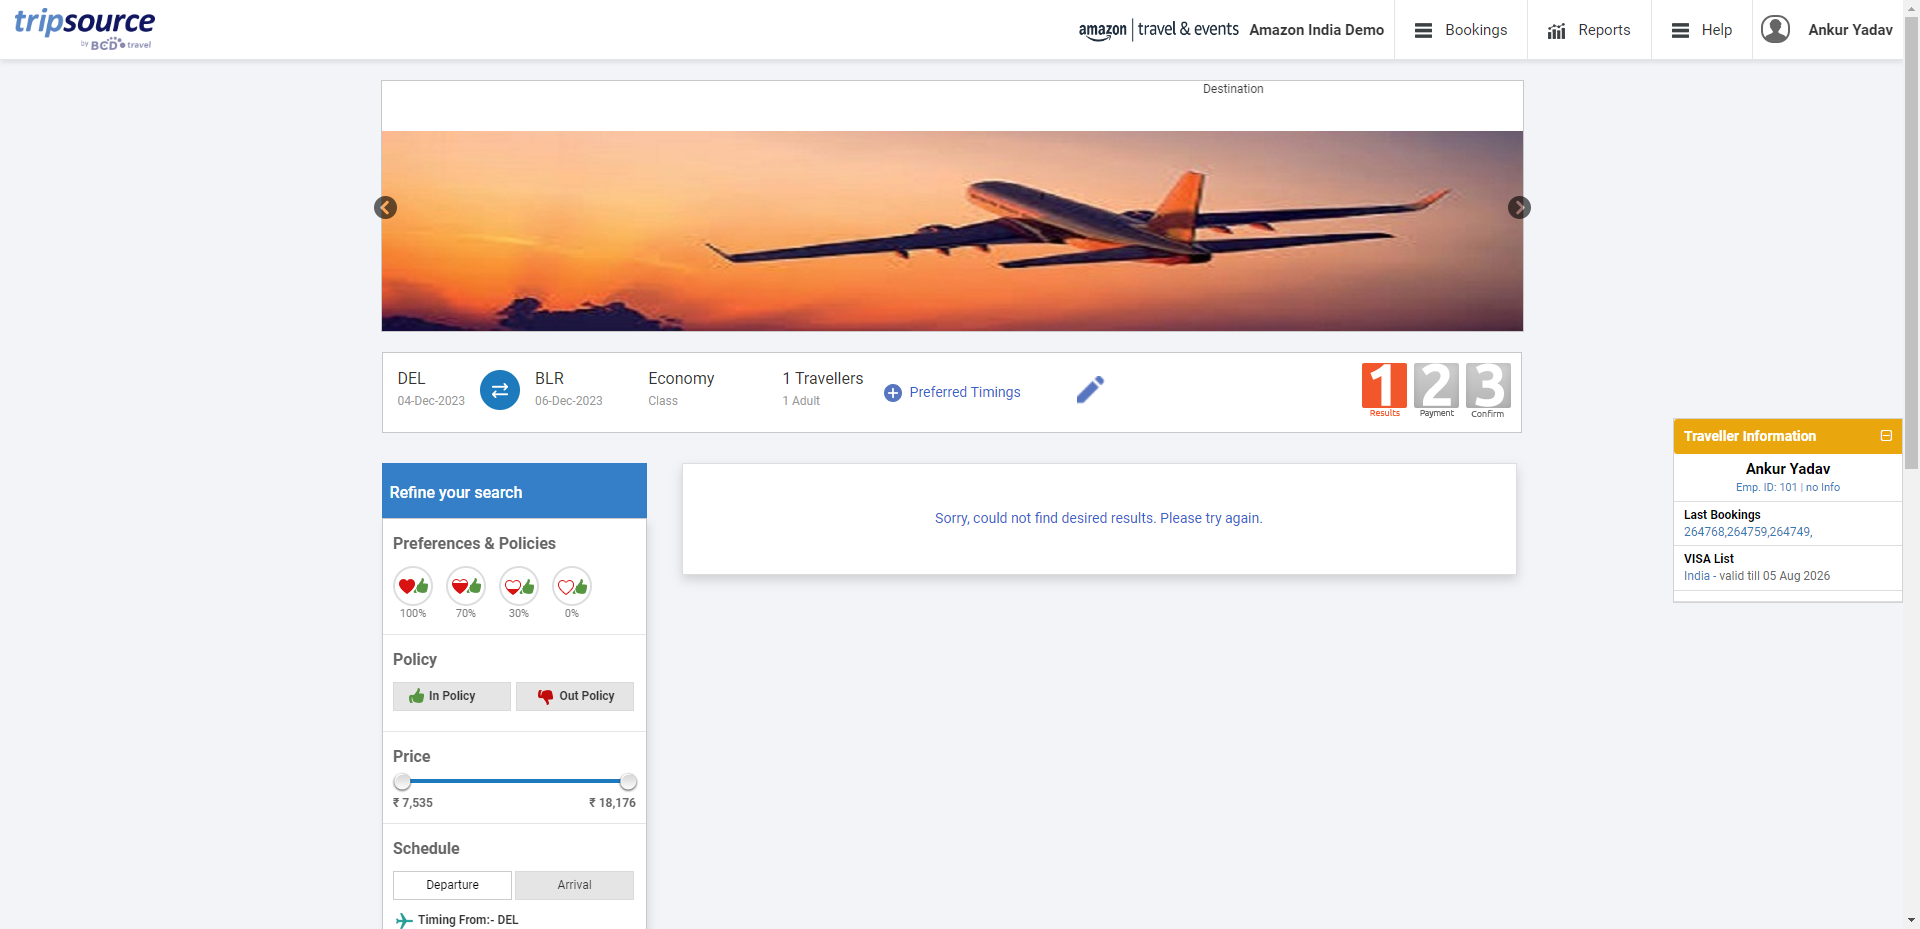 tripsource
by BCD travel
amazon | travel & events
Amazon India Demo
Bookings
Reports
Help
Ankur Yadav
Destination
DEL
04-Dec-2023
BLR
06-Dec-2023
Economy
Class
1 Travellers
1 Adult
Preferred Timings
1
Results
2
Payment
3
Confirm
Traveller Information
Ankur Yadav
Emp. ID: 101 | no Info
Last Bookings
264768,264759,264749,
VISA List
India - valid till 05 Aug 2026
Refine your search
Sorry, could not find desired results. Please try again.
Preferences & Policies
100% 70% 30% 0%
Policy
In Policy Out Policy
Price
₹ 7,535 ₹ 18,176
Schedule
Departure Arrival
Timing From:- DEL